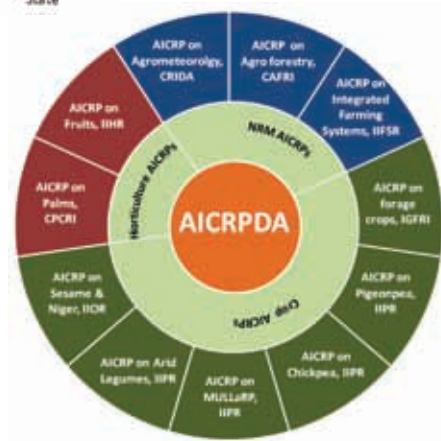 State
AICRP on
Agrometeorolgy,
CRIDA
AICRP on
Agro forestry,
CAFRI
AICRP on
Integrated
Farming
Systems, IIFSR
AICRP on
forage
crops, IGFRI
AICRP on
Pigeonpea,
IIPR
AICRP on
Chickpea, IIPR
AICRP on
MULLaRP,
IIPR
AICRP on Arid
Legumes, IIPR
AICRP on
Sesame &
Niger, IIOR
AICRP on
Palms,
CPCRI
AICRP on
Fruits, IIHR
NRM AICRPs
Horticulture AICRPs
Crop AICRPs
AICRPDA